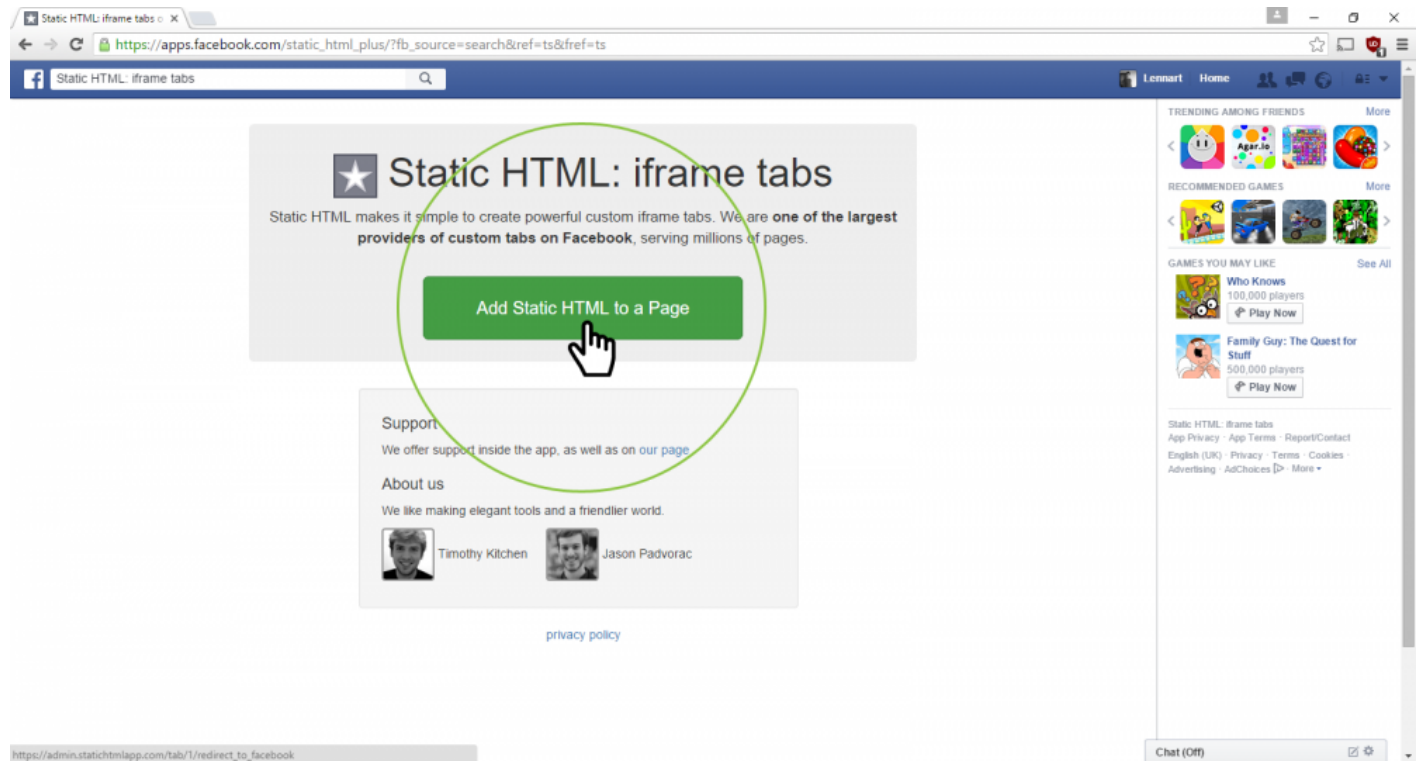 Static HTML: iframe tabs o
https://apps.facebook.com/static_html_plus/?fb_source=search&ref=ts&fref=ts
Static HTML: iframe tabs
Lennart Home
Static HTML: iframe tabs
Static HTML makes it simple to create powerful custom iframe tabs. We are one of the largest
providers of custom tabs on Facebook, serving millions of pages.
Add Static HTML to a Page
Support
We offer support inside the app, as well as on our page.
About us
We like making elegant tools and a friendlier world.
Timothy Kitchen
Jason Padvorac
privacy policy
TRENDING AMONG FRIENDS More
Agar.io
RECOMMENDED GAMES More
GAMES YOU MAY LIKE See All
Who Knows
100,000 players
Play Now
Family Guy: The Quest for
Stuff
500,000 players
Play Now
Static HTML: iframe tabs
App Privacy · App Terms · Report/Contact
English (UK) · Privacy · Terms · Cookies ·
Advertising · AdChoices · More
Chat (Off)
https://admin.statichtmlapp.com/tab/1/redirect_to_facebook